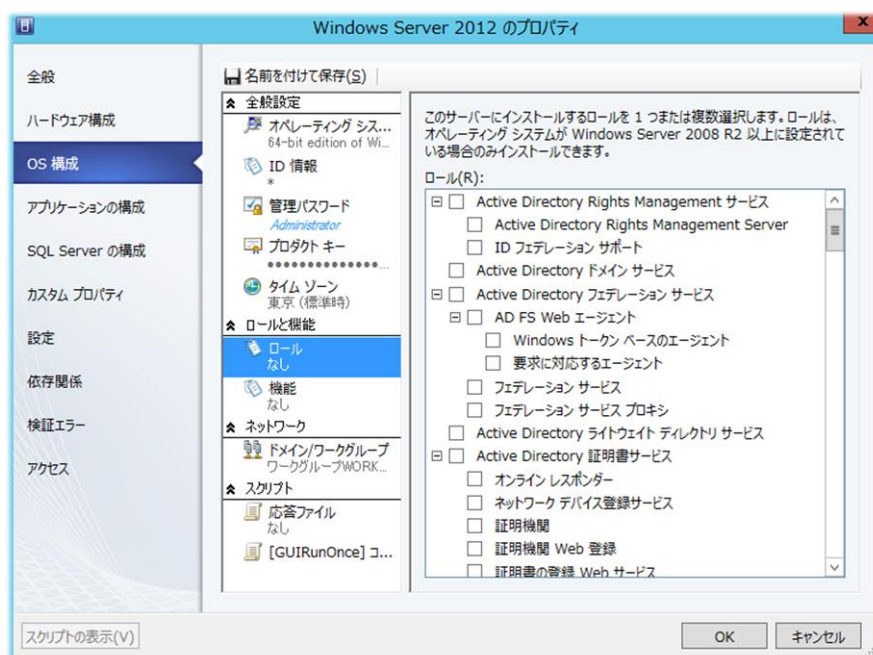 Windows Server 2012 のプロパティ
x
全般
ハードウェア構成
OS 構成
アプリケーションの構成
SQL Server の構成
カスタム プロパティ
設定
依存関係
検証エラー
アクセス
名前を付けて保存(S)
全般設定
オペレーティング シス...
64-bit edition of Wi...
ID 情報
*
管理パスワード
Administrator
プロダクト キー
●●●●●●●●●●●●●●...
タイム ゾーン
東京 (標準時)
ロールと機能
ロール
なし
機能
なし
ネットワーク
ドメイン/ワークグループ
ワークグループWORK...
スクリプト
応答ファイル
なし
[GUIRunOnce] コ...
このサーバーにインストールするロールを 1 つまたは複数選択します。ロールは、
オペレーティング システムが Windows Server 2008 R2 以上に設定されて
いる場合のみインストールできます。
ロール(R):
Active Directory Rights Management サービス
Active Directory Rights Management Server
ID フェデレーション サポート
Active Directory ドメイン サービス
Active Directory フェデレーション サービス
AD FS Web エージェント
Windows トークン ベースのエージェント
要求に対応するエージェント
フェデレーション サービス
フェデレーション サービス プロキシ
Active Directory ライトウェイト ディレクトリ サービス
Active Directory 証明書サービス
オンライン レスポンダー
ネットワーク デバイス登録サービス
証明機関
証明機関 Web 登録
証明書の登録 Web サービス
スクリプトの表示(V)
OK
キャンセル